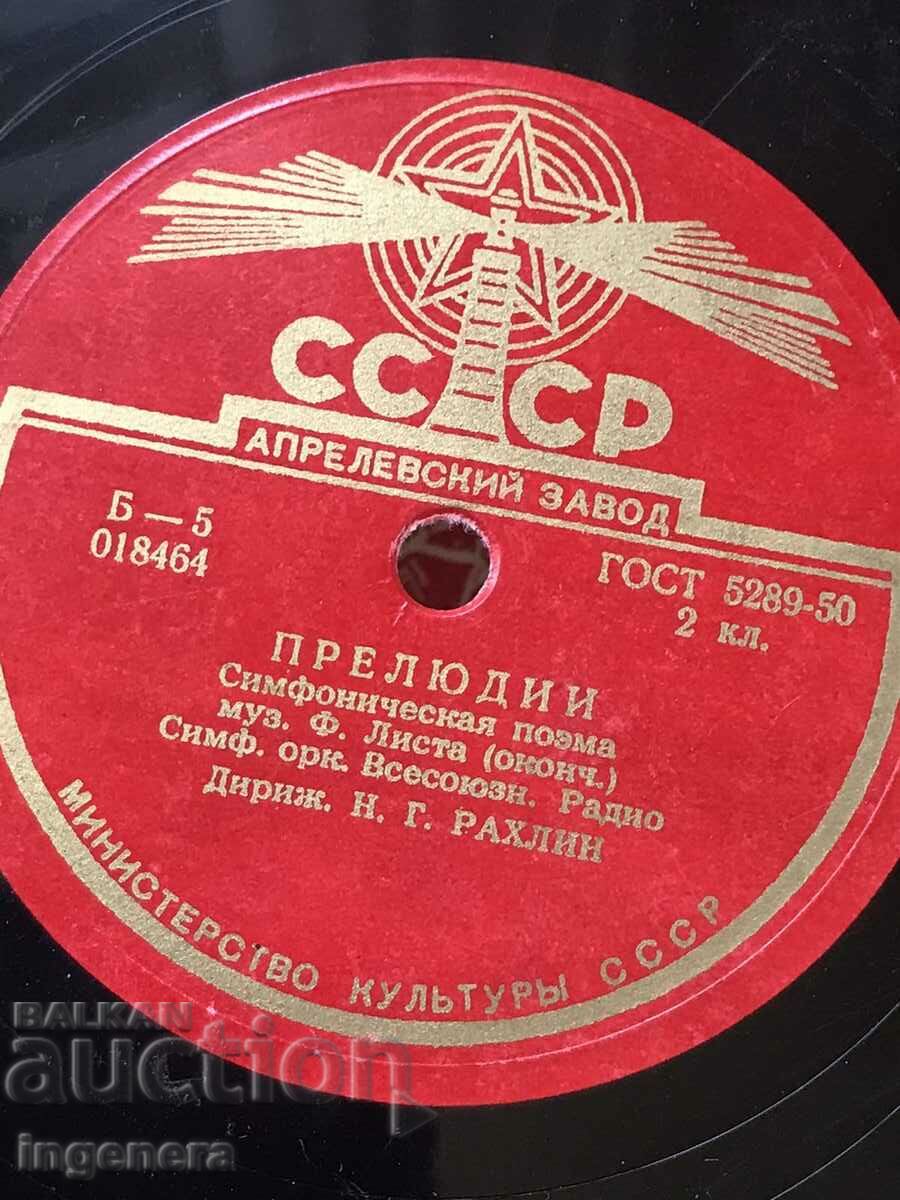 СССР
АПРЕЛЕВСКИЙ ЗАВОД
Б — 5
018464
ГОСТ 5289-50
2 кл.
ПРЕЛЮДИИ
Симфоническая поэма
муз. Ф. Листа (оконч.)
Симф. орк. Всесоюзн. Радио
Дириж. Н. Г. РАХЛИН
МИНИСТЕРСТВО КУЛЬТУРЫ СССР
BALKAN
auction
ingenera